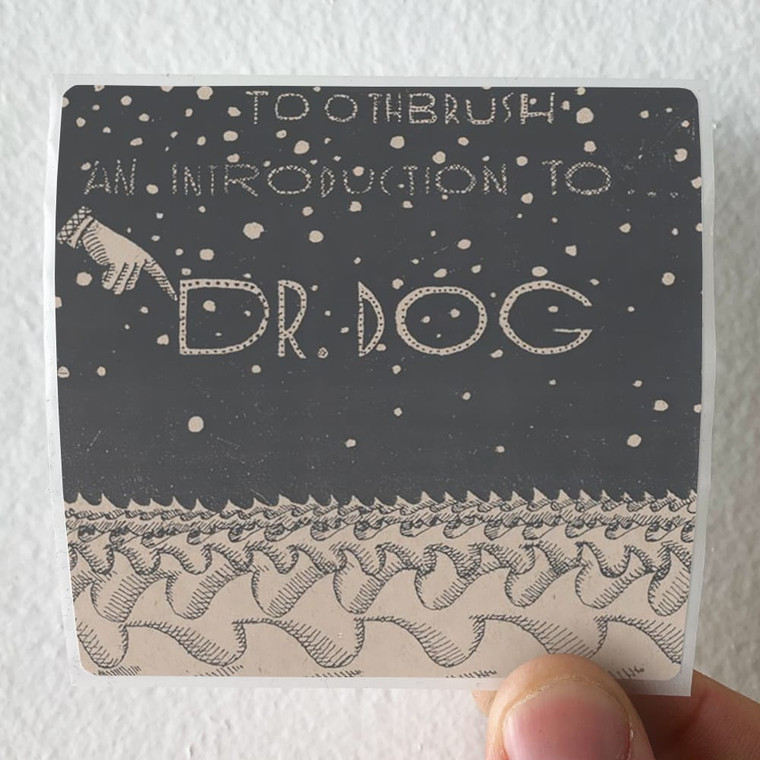 TOOTHBRUSH
AN INTRODUCTION TO....
DR. DOG